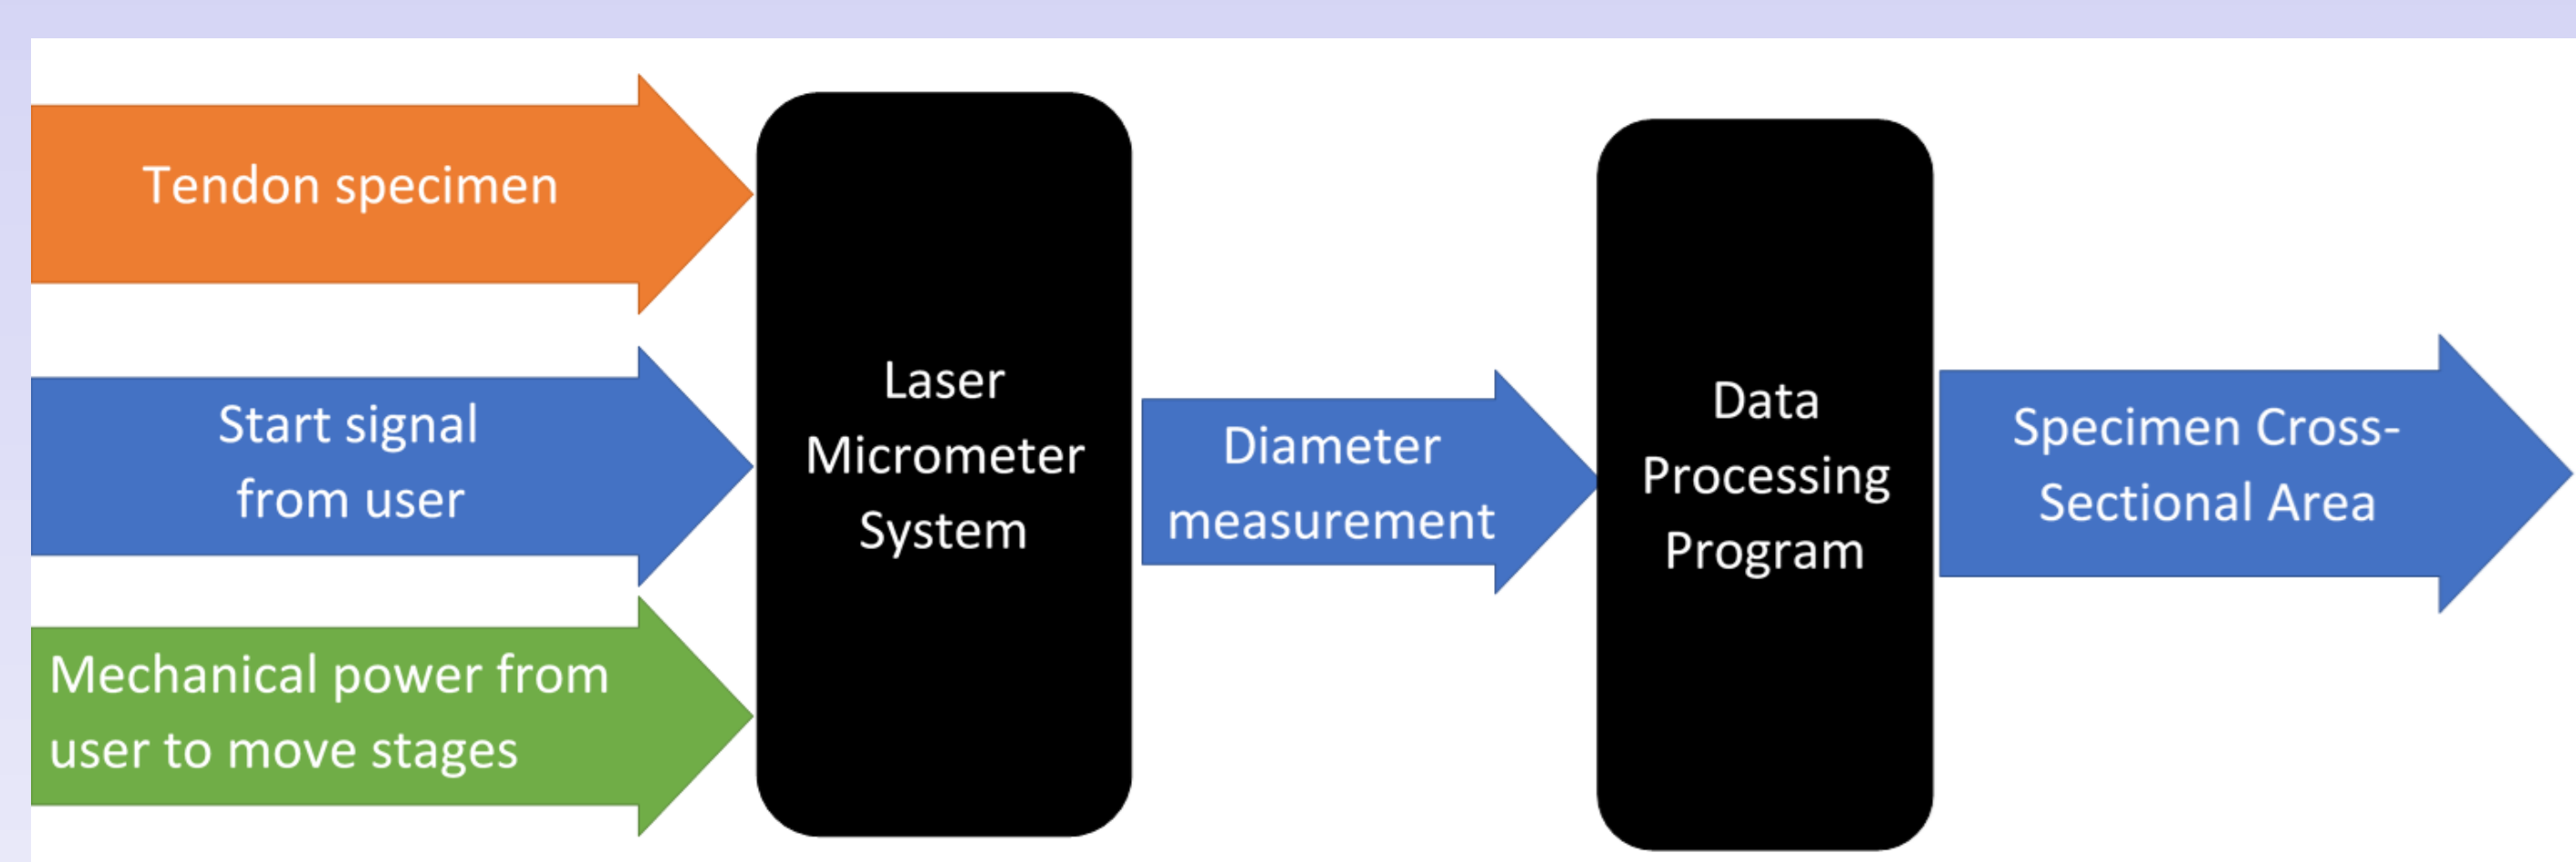 Tendon specimen
Start signal
from user
Mechanical power from
user to move stages
Laser
Micrometer
System
Diameter
measurement
Data
Processing
Program
Specimen Cross-
Sectional Area